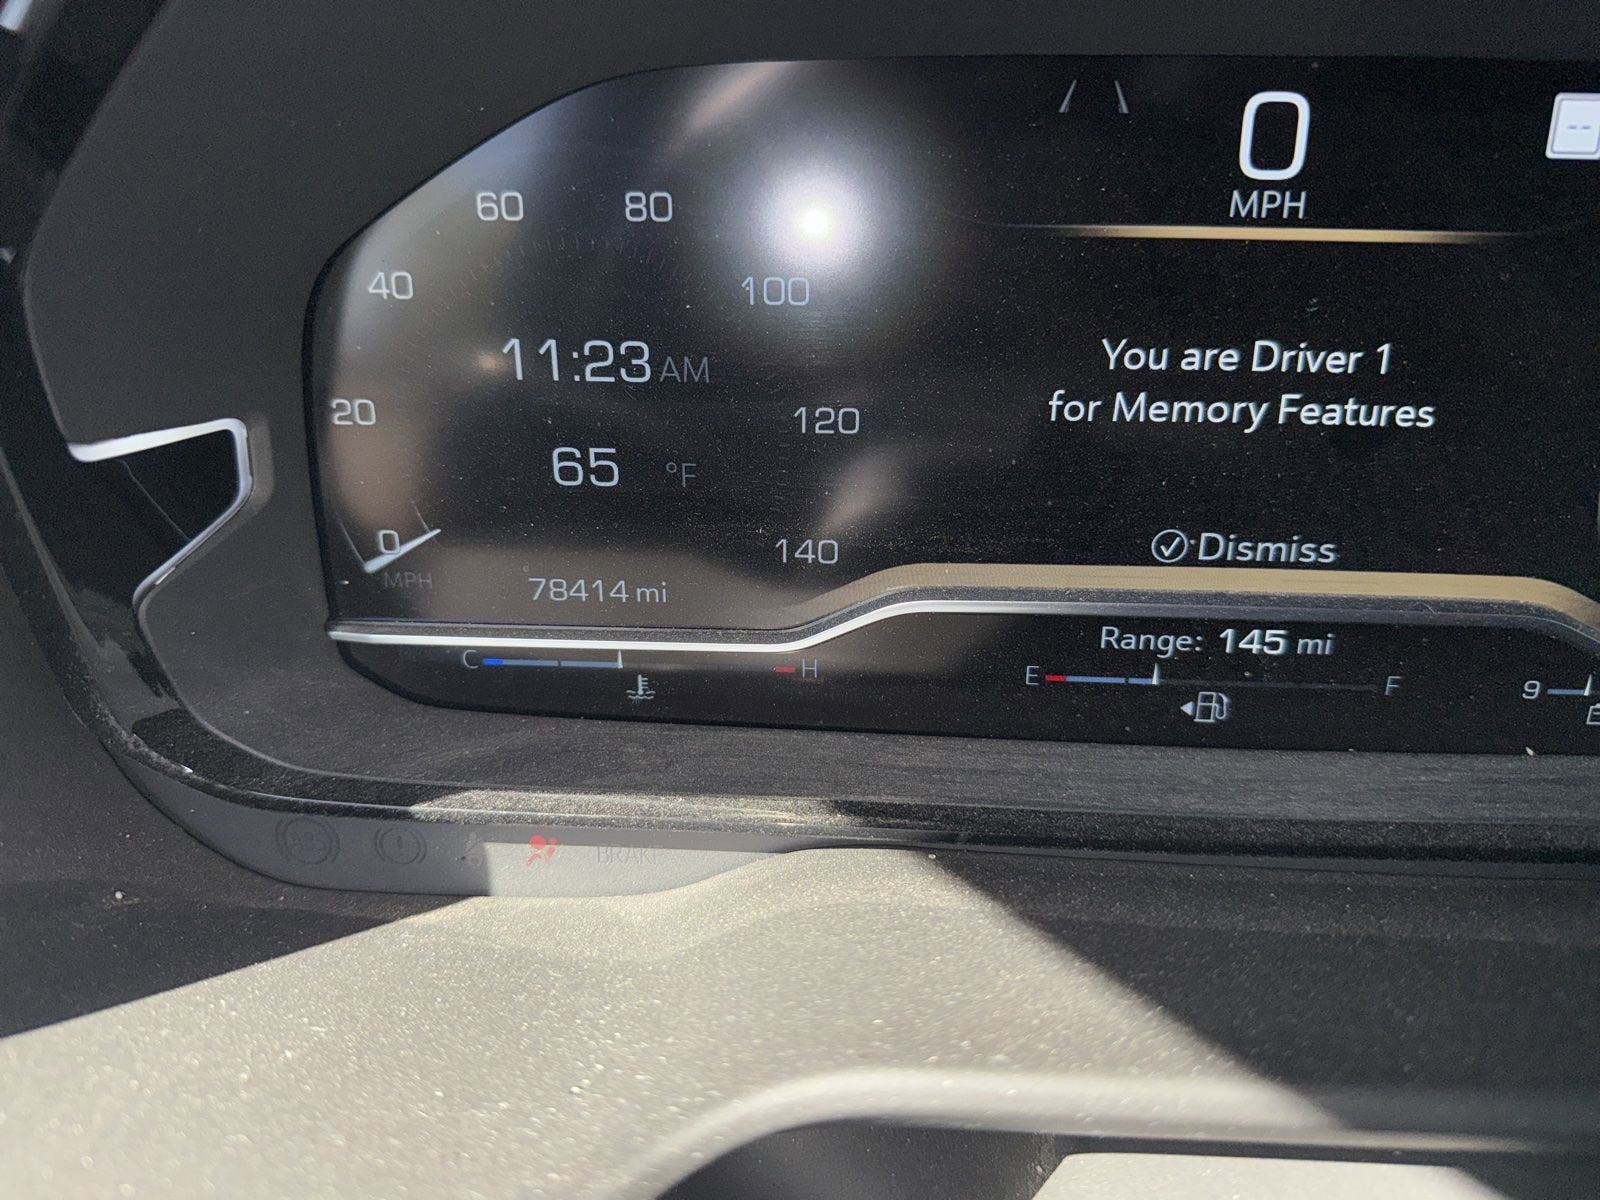 0
MPH
--
60 80
40 100
11:23 AM
You are Driver 1
for Memory Features
20 120
65 °F
0 140
MPH
Dismiss
78414 mi
Range: 145 mi
C H
E F
9
BRAKE